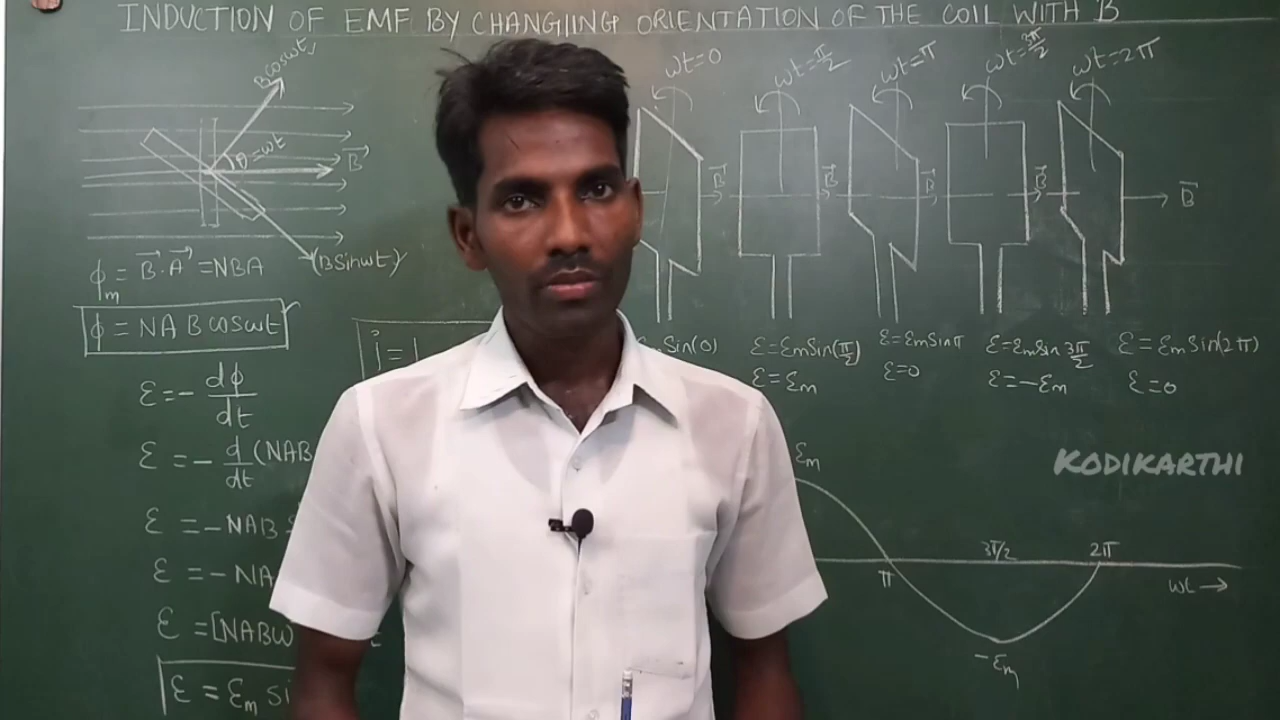 INDUCTION OF EMF BY CHANGIING ORIENTATION OF THE COIL WITH B
Bcosωt
θ=ωt
B⃗
(Bsinωt)
ϕm = B⃗.A⃗ =NBA
ϕ = NABcosωt
ε=-dϕ/dt
ε =-d/dt(NAB
ε =-NAB
ε =-NA
ε =[NABω
ε = εm si
i=
ωt=0
ωt=π/2
ωt=π
ωt=3π/2
ωt=2π
B⃗
B⃗
B⃗
B⃗
B⃗
Sin(0)
ε=εmSin(π/2)
ε=εmSinπ
ε=εmSin3π/2
ε=εmSin(2π)
ε=εm
ε=0
ε=-εm
ε=0
εm
KODIKARTHI
π
3π/2
2π
ωt→
-εm